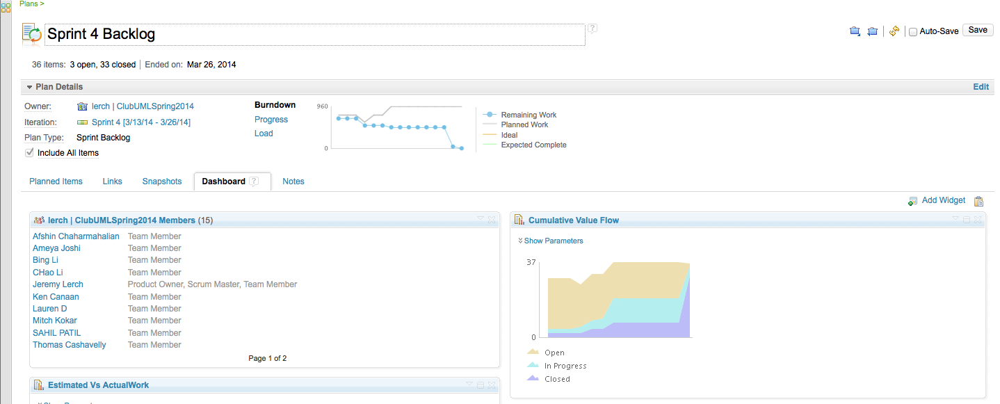 Plans >
Sprint 4 Backlog
?
Auto-Save Save
36 items: 3 open, 33 closed | Ended on: Mar 26, 2014
Plan Details Edit
Owner: lerch | ClubUMLSpring2014
Iteration: Sprint 4 [3/13/14 - 3/26/14]
Plan Type: Sprint Backlog
Include All Items
Burndown
Progress
Load
960
0
Remaining Work
Planned Work
Ideal
Expected Complete
Planned Items Links Snapshots Dashboard ? Notes
Add Widget
lerch | ClubUMLSpring2014 Members (15)
Afshin Chaharmahalian Team Member
Ameya Joshi Team Member
Bing Li Team Member
CHao Li Team Member
Jeremy Lerch Product Owner, Scrum Master, Team Member
Ken Canaan Team Member
Lauren D Team Member
Mitch Kokar Team Member
SAHIL PATIL Team Member
Thomas Cashavelly Team Member
Page 1 of 2
Estimated Vs ActualWork
Cumulative Value Flow
Show Parameters
37
0
Open
In Progress
Closed